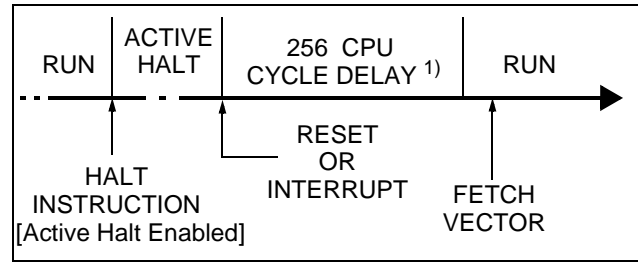 RUN
ACTIVE
HALT
256 CPU
CYCLE DELAY 1)
RUN
HALT
INSTRUCTION
[Active Halt Enabled]
RESET
OR
INTERRUPT
FETCH
VECTOR